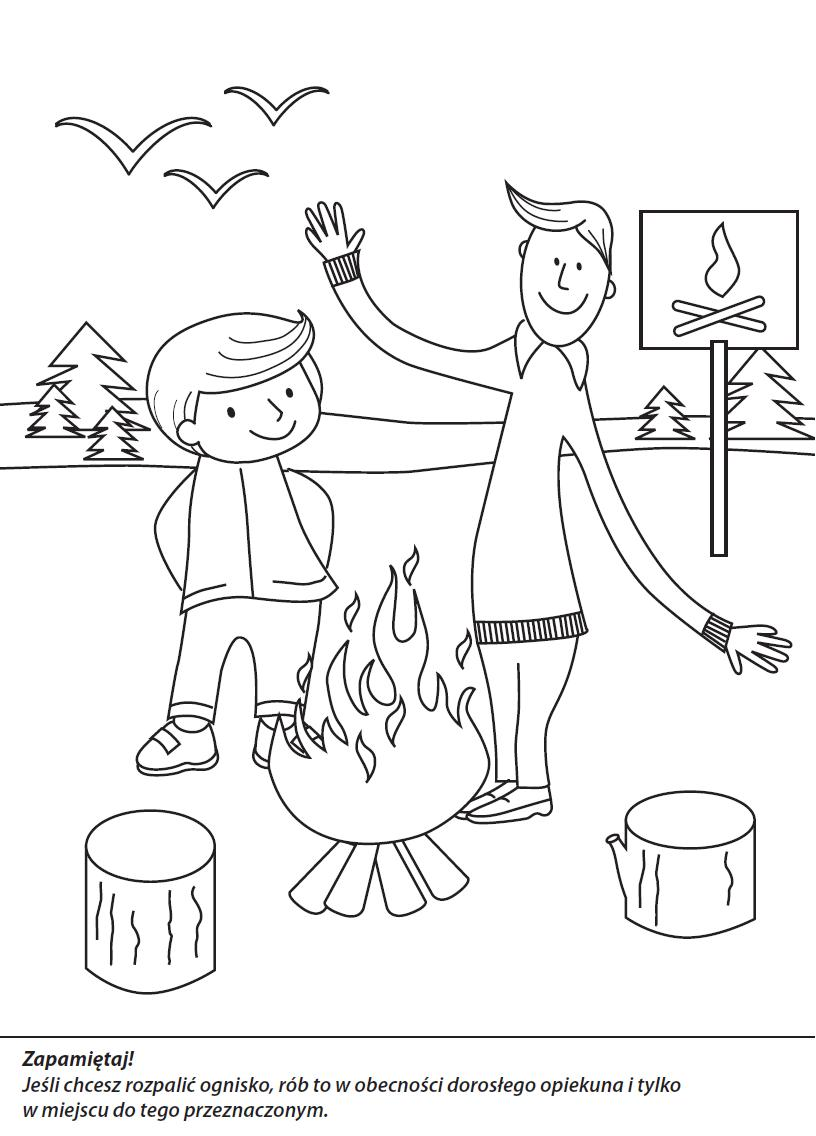 Zapamiętaj!
Jeśli chcesz rozpalić ognisko, rób to w obecności dorosłego opiekuna i tylko
w miejscu do tego przeznaczonym.